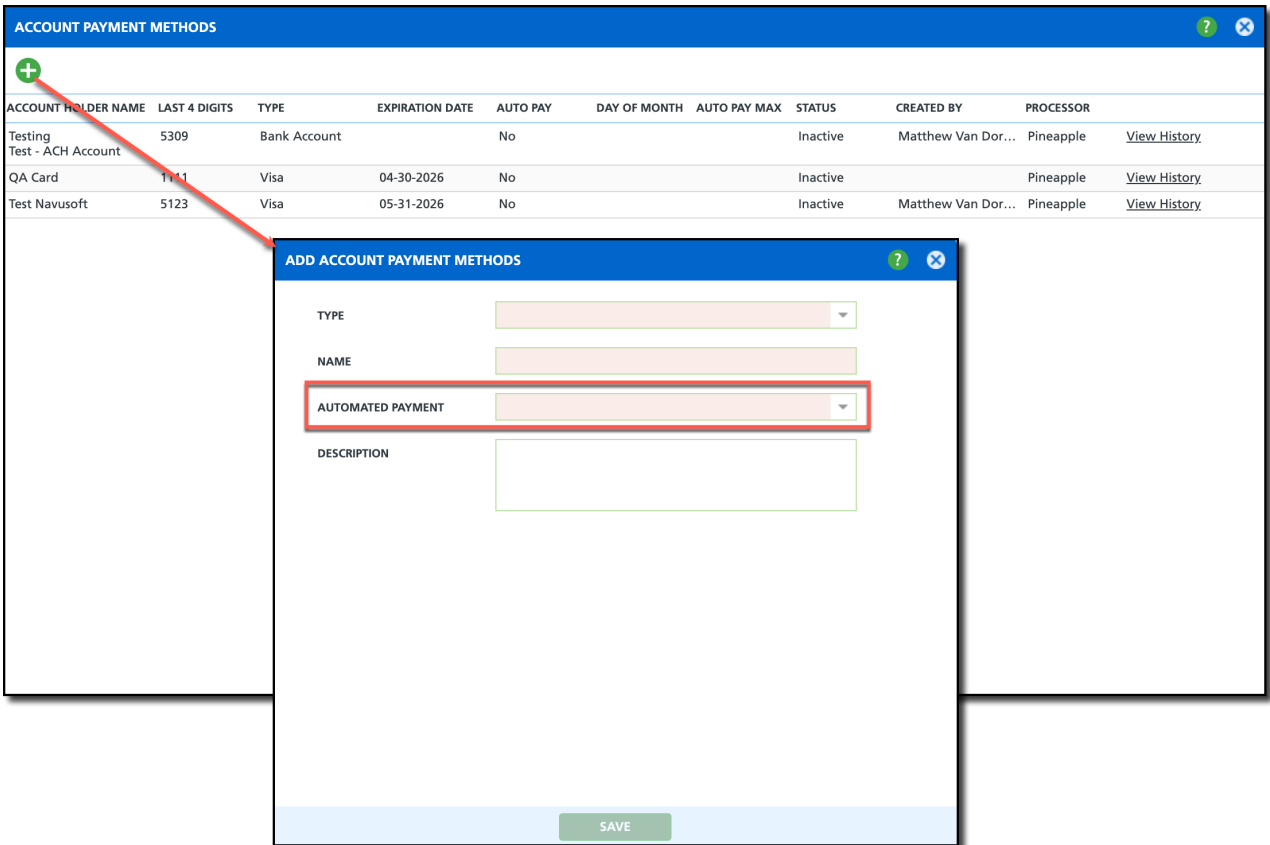 ACCOUNT PAYMENT METHODS
?
ACCOUNT HOLDER NAME LAST 4 DIGITS TYPE EXPIRATION DATE AUTO PAY DAY OF MONTH AUTO PAY MAX STATUS CREATED BY PROCESSOR
Testing 5309 Bank Account No Inactive Matthew Van Dor... Pineapple View History
Test - ACH Account
QA Card 1111 Visa 04-30-2026 No Inactive Pineapple View History
Test Navusoft 5123 Visa 05-31-2026 No Inactive Matthew Van Dor... Pineapple View History
ADD ACCOUNT PAYMENT METHODS
?
TYPE
NAME
AUTOMATED PAYMENT
DESCRIPTION
SAVE